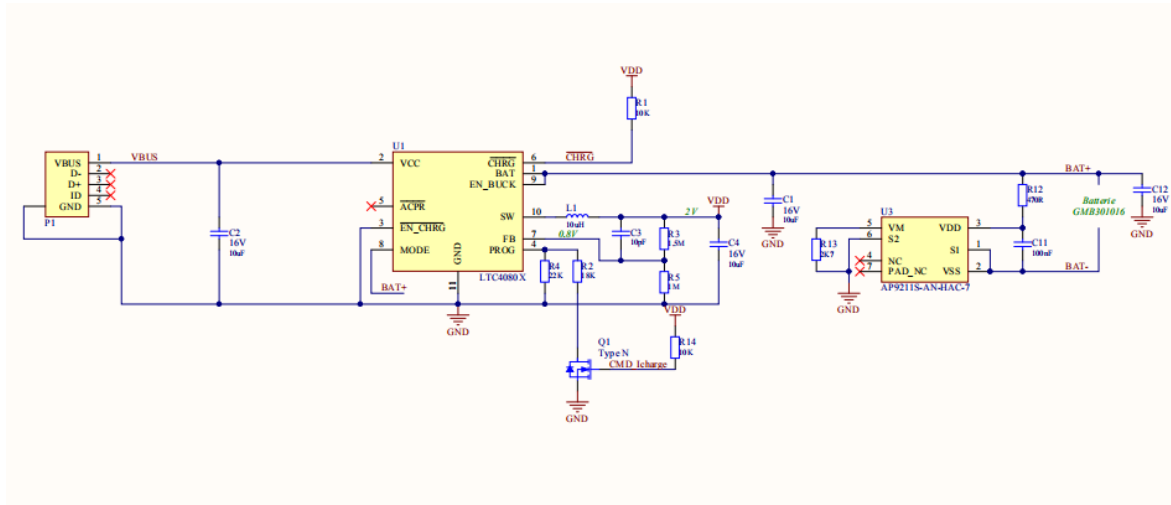 VDD
R1
10K
U1
VBUS
1
VBUS
2
VCC
CHRG
6
CHRG
D-
2
BAT
1
BAT+
D+
3
EN_BUCK
9
ID
4
GND
5
P1
5
ACPR
SW
10
L1
10uH
2V
VDD
3
EN_CHRG
FB
7
0,8V
8
MODE
PROG
4
GND
11
LTC4080X
BAT+
GND
C2
16V
10uF
C3
10pF
R3
1,5M
C4
16V
10uF
R4
22K
R2
18K
R5
1M
VDD
R14
10K
Q1
Type N
CMD_Icharge
GND
C1
16V
10uF
GND
U3
R12
470R
Batterie
GMB301016
C12
16V
10uF
GND
R13
2K7
5
VM
VDD
3
6
S2
S1
1
C11
100nF
4
NC
7
PAD_NC
VSS
2
BAT-
AP9211S-AN-HAC-7
GND